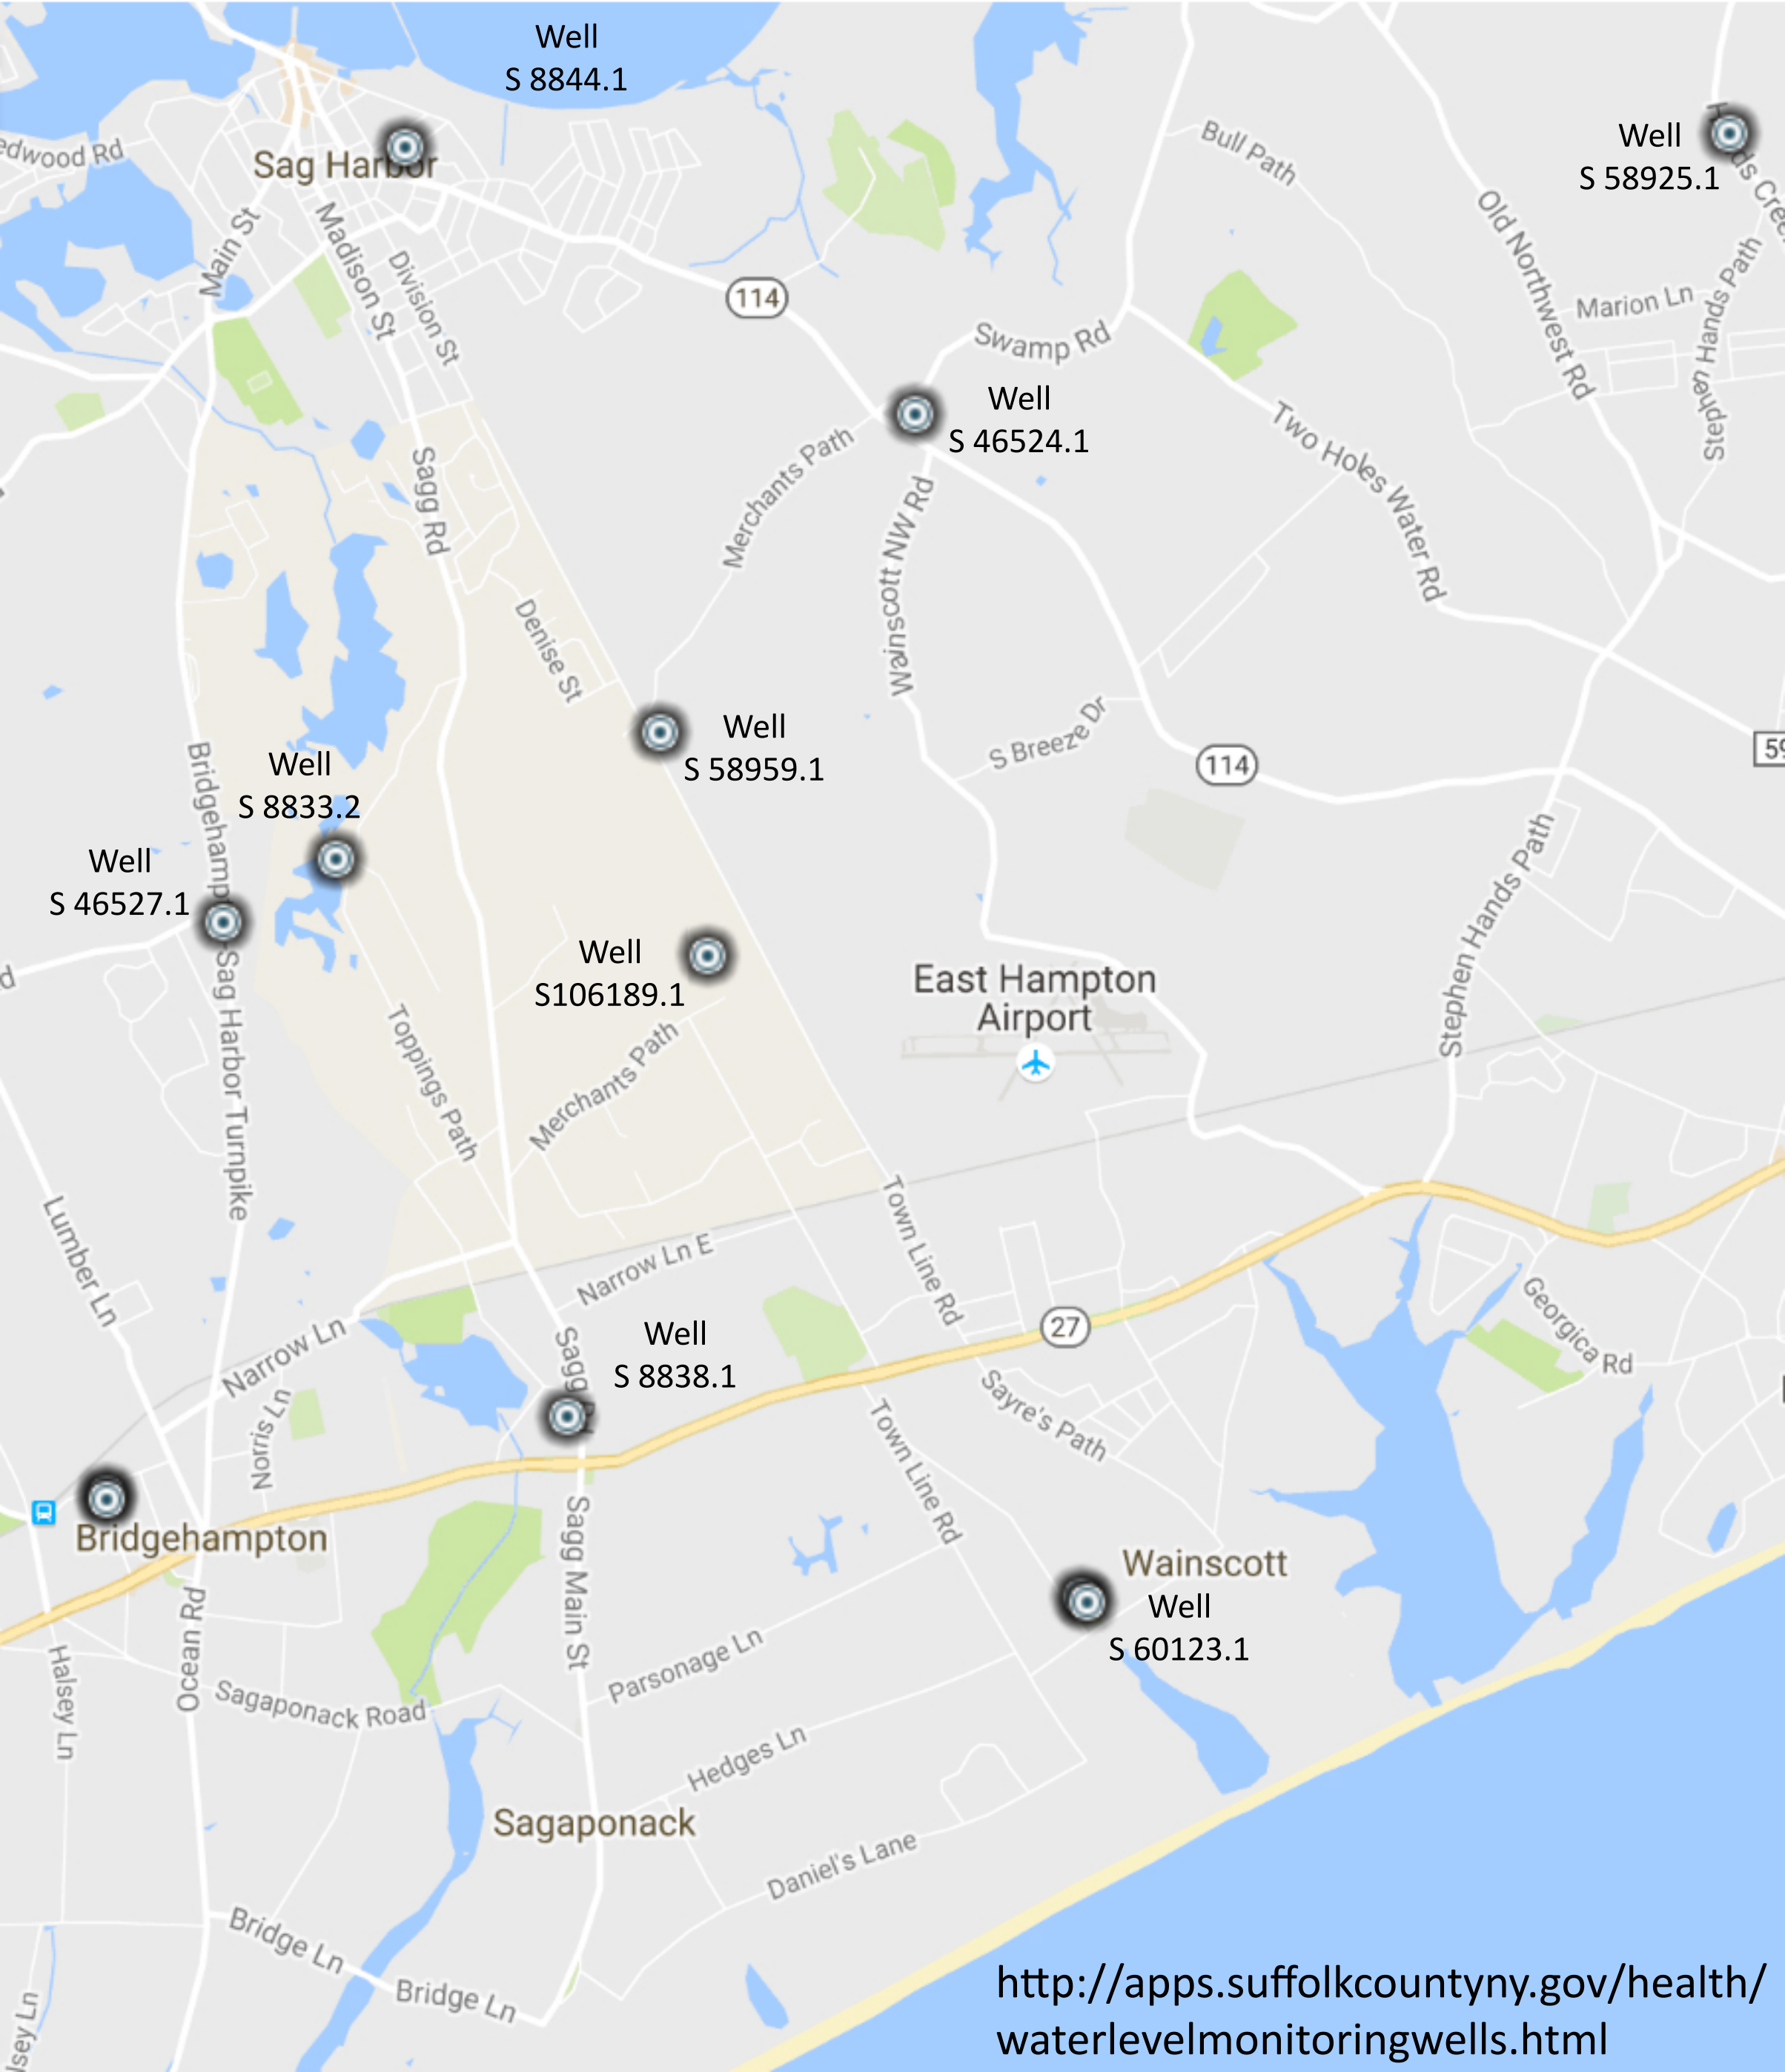 Well
S 8844.1
Well
S 58925.1
Sag Harbor
Bull Path
Main St
Madison St
Division St
Old Northwest Rd
Marion Ln
Stephen Hands Path
114
Swamp Rd
Well
S 46524.1
Two Holes Water Rd
Merchants Path
Sagg Rd
Wainscott NW Rd
Denise St
S Breeze Dr
114
Well
S 58959.1
Well
S 8833.2
Well
S 46527.1
Sag Harbor Turnpike
Well
S106189.1
East Hampton
Airport
Stephen Hands Path
Toppings Path
Merchants Path
Lumber Ln
Town Line Rd
Narrow Ln E
Narrow Ln
Norris Ln
Sagg
Well
S 8838.1
27
Georgica Rd
Sayre's Path
Town Line Rd
Bridgehampton
Sagg Main St
Wainscott
Well
S 60123.1
Ocean Rd
Halsey Ln
Parsonage Ln
Sagaponack Road
Hedges Ln
Sagaponack
Daniel's Lane
Bridge Ln
Bridge Ln
http://apps.suffolkcountyny.gov/health/
waterlevelmonitoringwells.html